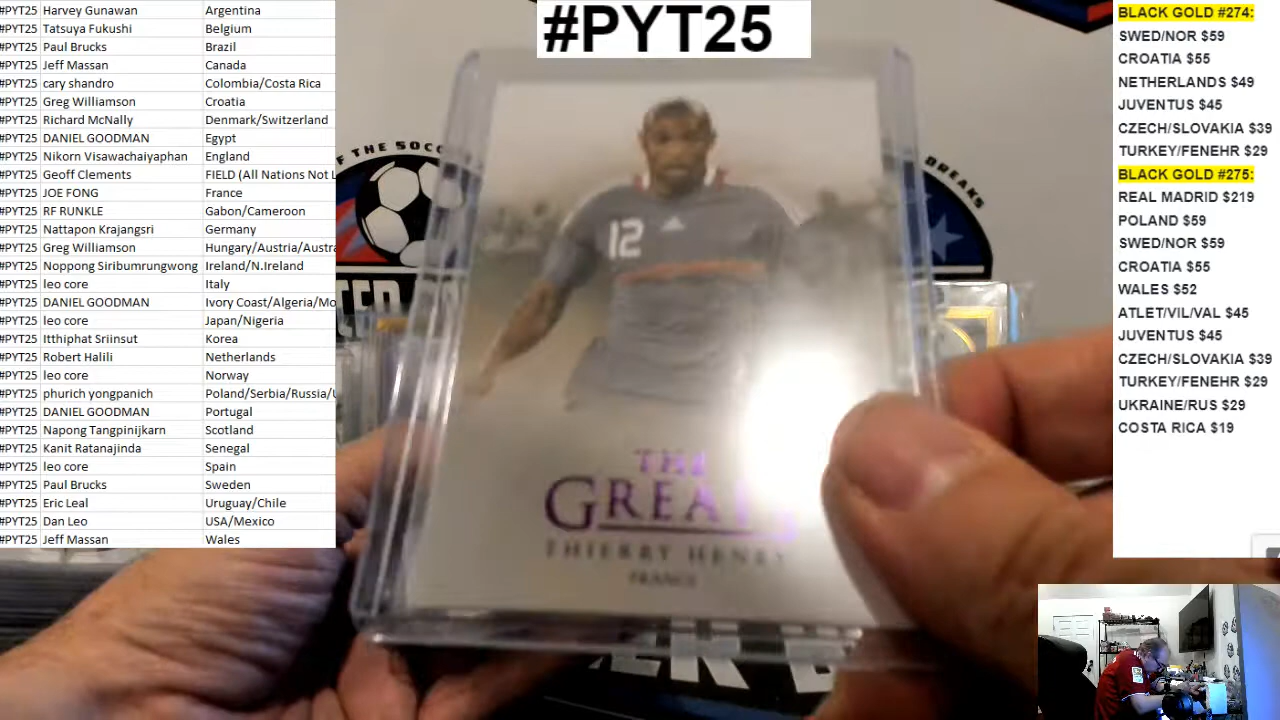 #PYT25 Harvey Gunawan Argentina
#PYT25 Tatsuya Fukushi Belgium
#PYT25 Paul Brucks Brazil
#PYT25 Jeff Massan Canada
#PYT25 cary shandro Colombia/Costa Rica
#PYT25 Greg Williamson Croatia
#PYT25 Richard McNally Denmark/Switzerland
#PYT25 DANIEL GOODMAN Egypt
#PYT25 Nikorn Visawachaiyaphan England
#PYT25 Geoff Clements FIELD (All Nations Not L
#PYT25 JOE FONG France
#PYT25 RF RUNKLE Gabon/Cameroon
#PYT25 Nattapon Krajangsri Germany
#PYT25 Greg Williamson Hungary/Austria/Austra
#PYT25 Noppong Siribumrungwong Ireland/N.Ireland
#PYT25 leo core Italy
#PYT25 DANIEL GOODMAN Ivory Coast/Algeria/Mo
#PYT25 leo core Japan/Nigeria
#PYT25 Itthiphat Sriinsut Korea
#PYT25 Robert Halili Netherlands
#PYT25 leo core Norway
#PYT25 phurich yongpanich Poland/Serbia/Russia/U
#PYT25 DANIEL GOODMAN Portugal
#PYT25 Napong Tangpinijkarn Scotland
#PYT25 Kanit Ratanajinda Senegal
#PYT25 leo core Spain
#PYT25 Paul Brucks Sweden
#PYT25 Eric Leal Uruguay/Chile
#PYT25 Dan Leo USA/Mexico
#PYT25 Jeff Massan Wales
#PYT25
F THE SOCC
BREAKS
12
THE
GREATS
THIERRY HENRY
FRANCE
BLACK GOLD #274:
SWED/NOR $59
CROATIA $55
NETHERLANDS $49
JUVENTUS $45
CZECH/SLOVAKIA $39
TURKEY/FENEHR $29
BLACK GOLD #275:
REAL MADRID $219
POLAND $59
SWED/NOR $59
CROATIA $55
WALES $52
ATLET/VIL/VAL $45
JUVENTUS $45
CZECH/SLOVAKIA $39
TURKEY/FENEHR $29
UKRAINE/RUS $29
COSTA RICA $19